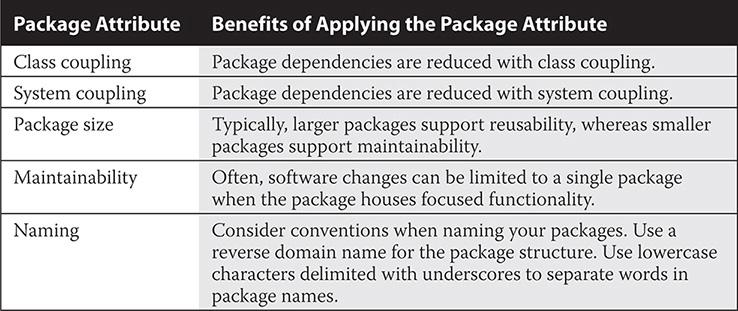 Package Attribute Benefits of Applying the Package Attribute
Class coupling Package dependencies are reduced with class coupling.
System coupling Package dependencies are reduced with system coupling.
Package size Typically, larger packages support reusability, whereas smaller
packages support maintainability.
Maintainability Often, software changes can be limited to a single package
when the package houses focused functionality.
Naming Consider conventions when naming your packages. Use a
reverse domain name for the package structure. Use lowercase
characters delimited with underscores to separate words in
package names.